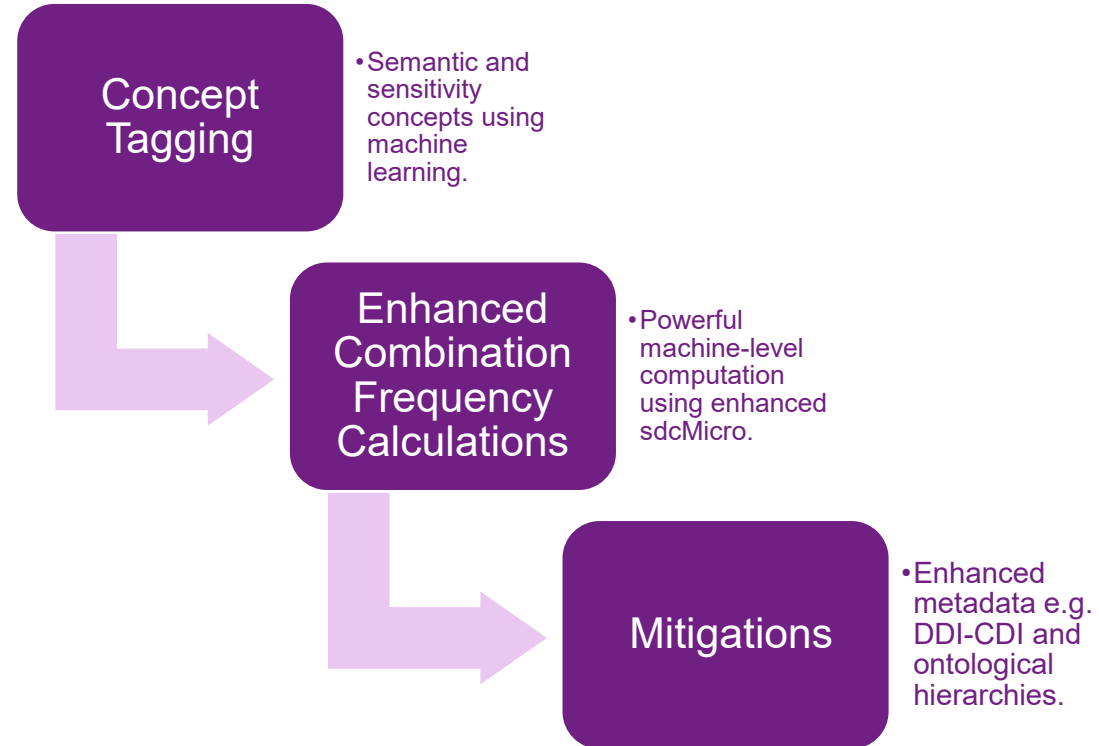 Concept
Tagging
•Semantic and
sensitivity
concepts using
machine
learning.
Enhanced
Combination
Frequency
Calculations
•Powerful
machine-level
computation
using enhanced
sdcMicro.
Mitigations
•Enhanced
metadata e.g.
DDI-CDI and
ontological
hierarchies.